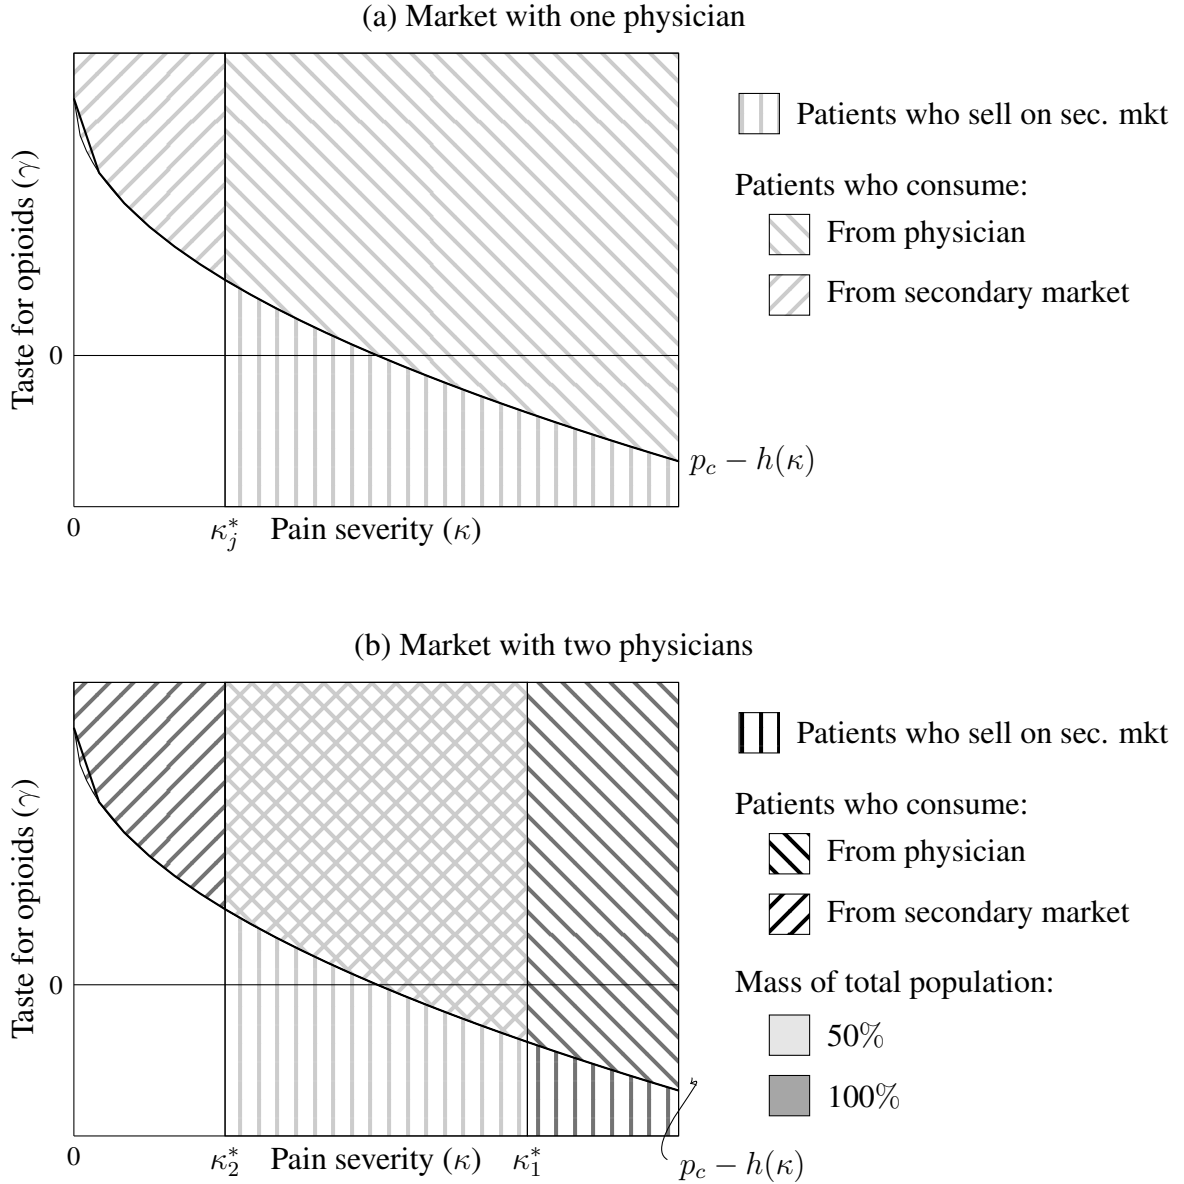 (a) Market with one physician
Taste for opioids (γ)
0
0
κ*j
Pain severity (κ)
p_c − h(κ)
Patients who sell on sec. mkt
Patients who consume:
From physician
From secondary market
(b) Market with two physicians
Taste for opioids (γ)
0
0
κ*2
Pain severity (κ)
κ*1
p_c − h(κ)
Patients who sell on sec. mkt
Patients who consume:
From physician
From secondary market
Mass of total population:
50%
100%